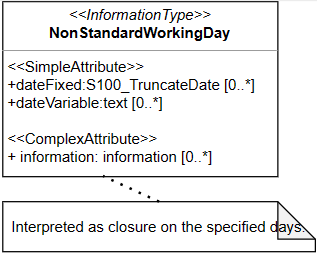 <<InformationType>>
NonStandardWorkingDay
<<SimpleAttribute>>
+dateFixed:S100_TruncateDate [0..*]
+dateVariable:text [0..*]
<<ComplexAttribute>>
+ information: information [0..*]
Interpreted as closure on the specified days.